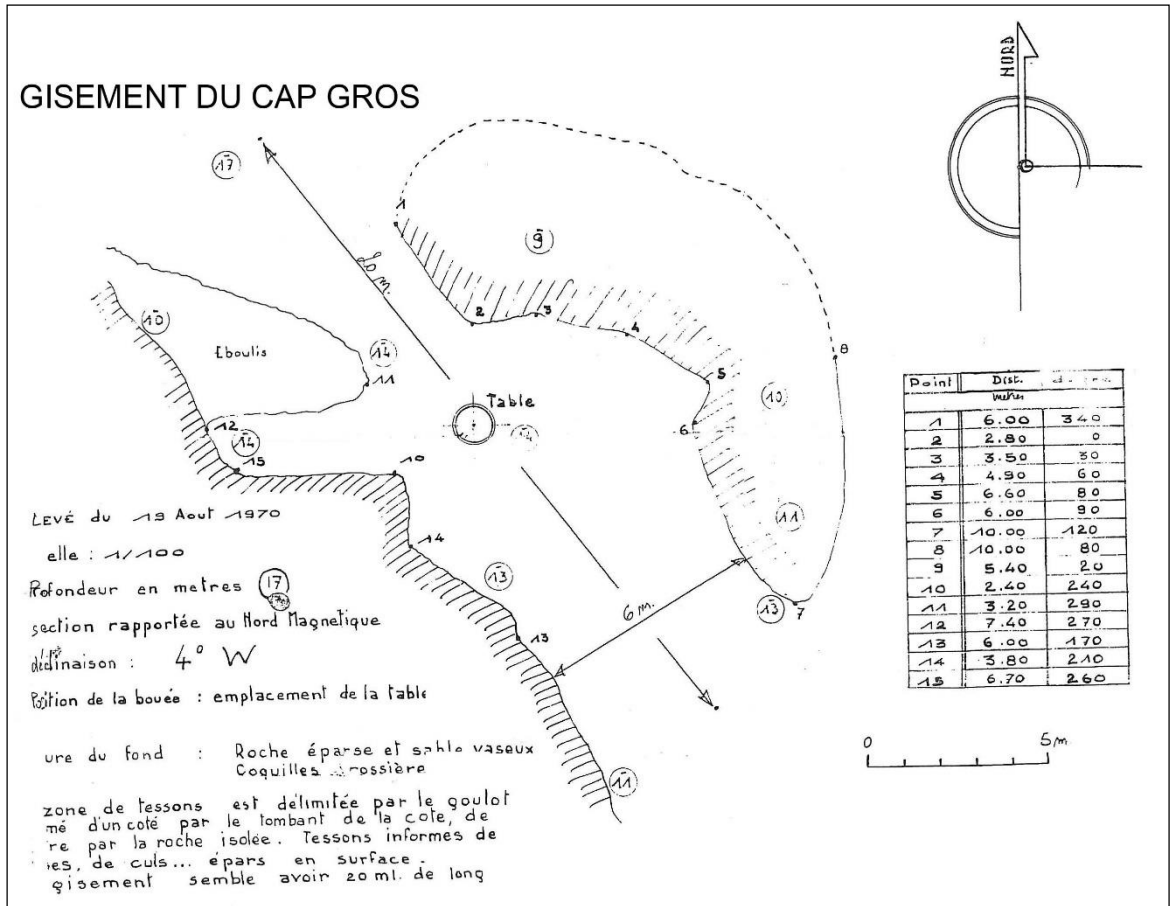 GISEMENT DU CAP GROS
NORD
17
20 m.
1
9
10
Eboulis
14
11
2
3
4
5
6
8
10
Table
12
14
15
10
14
13
13
11
13
7
6 m.
11
LEVÉ du 19 Aout 1970
elle : 1/100
Profondeur en metres 17
section rapportée au Nord Magnetique
déclinaison : 4° W
Position de la bouée : emplacement de la table
ure du fond : Roche éparse et sable vaseux
Coquilles
zone de tessons est délimitée par le goulot
mé d'un coté par le tombant de la cote, de
re par la roche isolée. Tessons informes de
es, de culs... épars en surface.
gisement semble avoir 20 ml. de long
Point Dist.
metres
1 6.00 340
2 2.80 0
3 3.50 30
4 4.90 60
5 6.60 80
6 6.00 90
7 10.00 120
8 10.00 80
9 5.40 20
10 2.40 240
11 3.20 290
12 7.40 270
13 6.00 170
14 3.80 210
15 6.70 260
0 5m